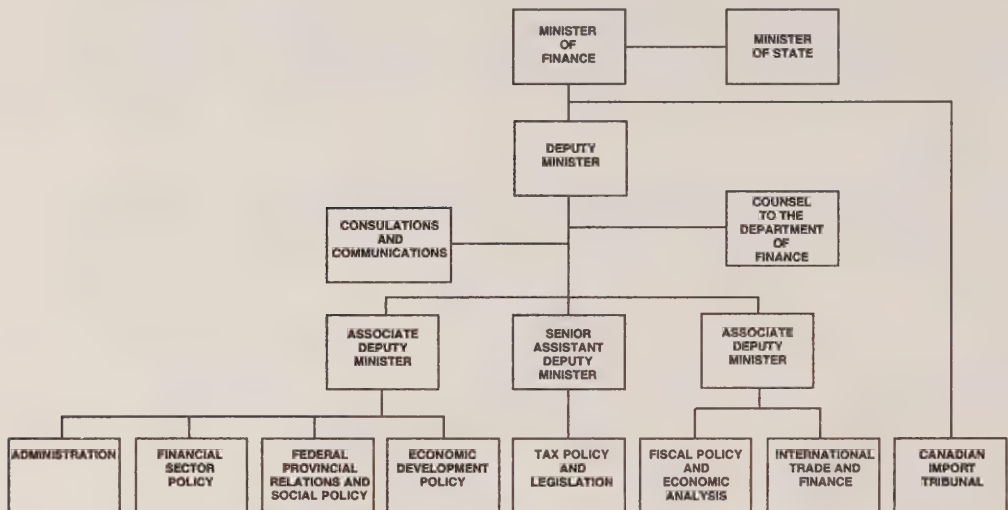 MINISTER
OF
FINANCE
MINISTER
OF STATE
DEPUTY
MINISTER
CONSULATIONS
AND
COMMUNICATIONS
COUNSEL
TO THE
DEPARTMENT
OF
FINANCE
ASSOCIATE
DEPUTY
MINISTER
SENIOR
ASSISTANT
DEPUTY
MINISTER
ASSOCIATE
DEPUTY
MINISTER
ADMINISTRATION
FINANCIAL
SECTOR
POLICY
FEDERAL
PROVINCIAL
RELATIONS AND
SOCIAL POLICY
ECONOMIC
DEVELOPMENT
POLICY
TAX POLICY
AND
LEGISLATION
FISCAL POLICY
AND
ECONOMIC
ANALYSIS
INTERNATIONAL
TRADE AND
FINANCE
CANADIAN
IMPORT
TRIBUNAL